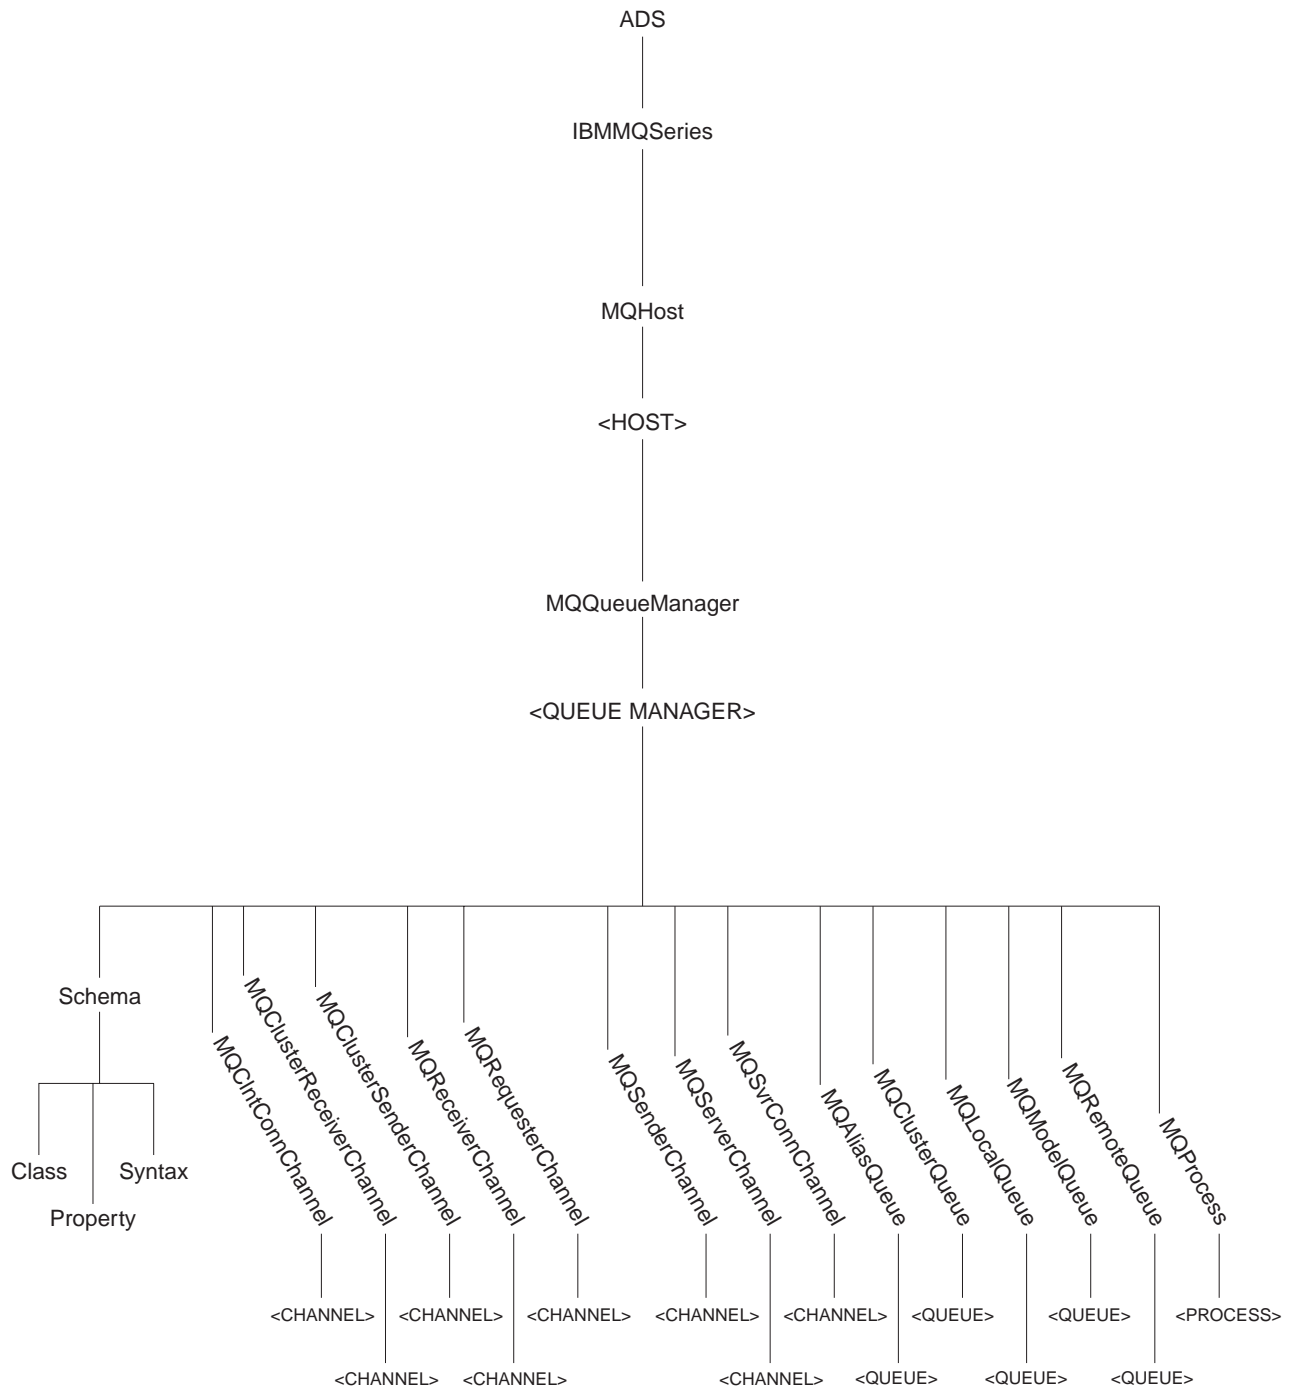 ADS
IBMMQSeries
MQHost
<HOST>
MQQueueManager
<QUEUE MANAGER>
Schema
Class
Property
Syntax
MQClntConnChannel
MQClusterReceiverChannel
MQClusterSenderChannel
MQReceiverChannel
MQRequesterChannel
MQSenderChannel
MQServerChannel
MQSvrConnChannel
MQAliasQueue
MQClusterQueue
MQLocalQueue
MQModelQueue
MQRemoteQueue
MQProcess
<CHANNEL>
<CHANNEL>
<CHANNEL>
<CHANNEL>
<CHANNEL>
<QUEUE>
<QUEUE>
<PROCESS>
<CHANNEL>
<CHANNEL>
<CHANNEL>
<QUEUE>
<QUEUE>
<QUEUE>